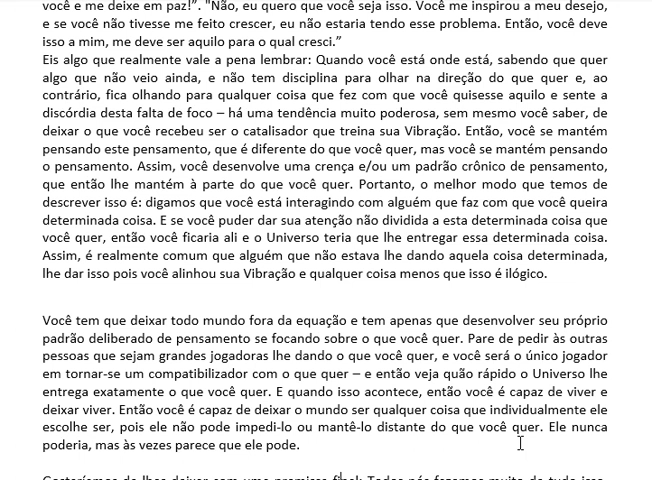 você e me deixe em paz!”. "Não, eu quero que você seja isso. Você me inspirou a meu desejo,
e se você não tivesse me feito crescer, eu não estaria tendo esse problema. Então, você deve
isso a mim, me deve ser aquilo para o qual cresci.”
Eis algo que realmente vale a pena lembrar: Quando você está onde está, sabendo que quer
algo que não veio ainda, e não tem disciplina para olhar na direção do que quer e, ao
contrário, fica olhando para qualquer coisa que fez com que você quisesse aquilo e sente a
discórdia desta falta de foco – há uma tendência muito poderosa, sem mesmo você saber, de
deixar o que você recebeu ser o catalisador que treina sua Vibração. Então, você se mantém
pensando este pensamento, que é diferente do que você quer, mas você se mantém pensando
o pensamento. Assim, você desenvolve uma crença e/ou um padrão crônico de pensamento,
que então lhe mantém à parte do que você quer. Portanto, o melhor modo que temos de
descrever isso é: digamos que você está interagindo com alguém que faz com que você queira
determinada coisa. E se você puder dar sua atenção não dividida a esta determinada coisa que
você quer, então você ficaria ali e o Universo teria que lhe entregar essa determinada coisa.
Assim, é realmente comum que alguém que não estava lhe dando aquela coisa determinada,
lhe dar isso pois você alinhou sua Vibração e qualquer coisa menos que isso é ilógico.
Você tem que deixar todo mundo fora da equação e tem apenas que desenvolver seu próprio
padrão deliberado de pensamento se focando sobre o que você quer. Pare de pedir às outras
pessoas que sejam grandes jogadoras lhe dando o que você quer, e você será o único jogador
em tornar-se um compatibilizador com o que quer – e então veja quão rápido o Universo lhe
entrega exatamente o que você quer. E quando isso acontece, então você é capaz de viver e
deixar viver. Então você é capaz de deixar o mundo ser qualquer coisa que individualmente ele
escolhe ser, pois ele não pode impedi-lo ou mantê-lo distante do que você quer. Ele nunca
poderia, mas às vezes parece que ele pode.
Gostaríamos de lhes deixar com uma premissa final: Todos nós fazemos muito de tudo isso,